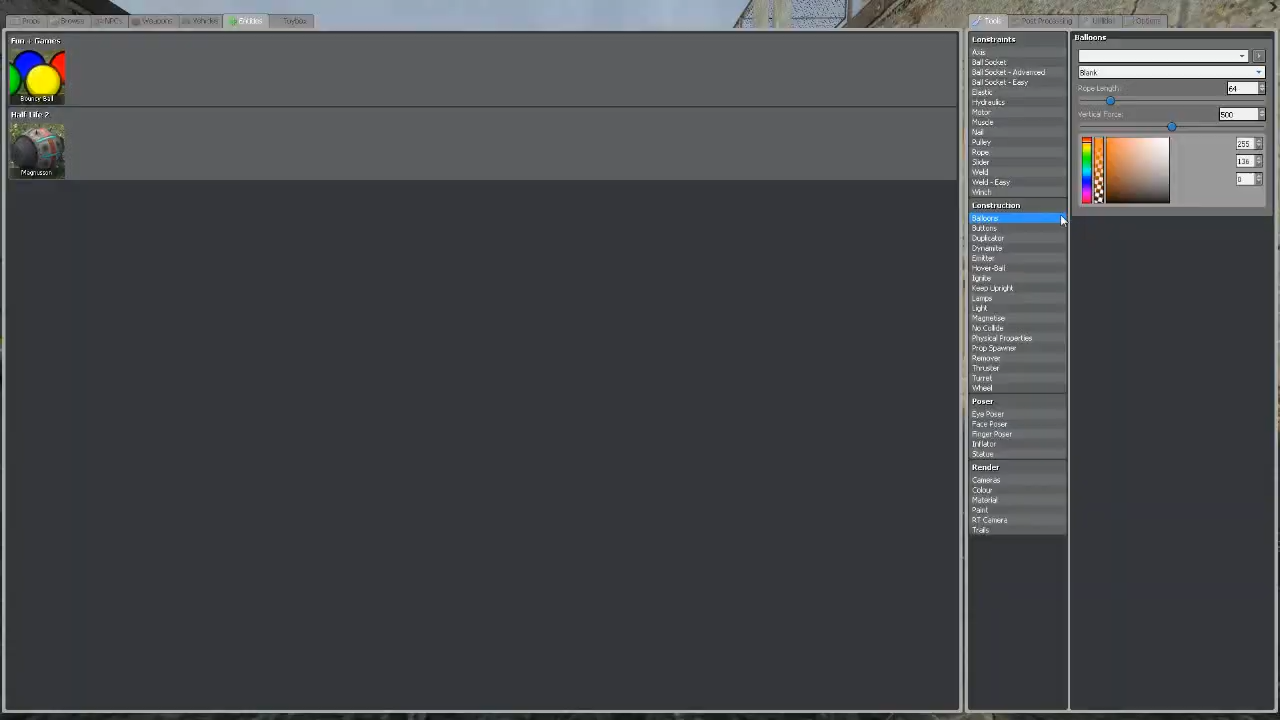 Props Browse NPCs Weapons Vehicles Entities Toybox
Fun + Games
Bouncy Ball
Half-Life 2
Magnusson
Tools Post Processing Utilities Options
Constraints
Axis
Ball Socket
Ball Socket - Advanced
Ball Socket - Easy
Elastic
Hydraulics
Motor
Muscle
Nail
Pulley
Rope
Slider
Weld
Weld - Easy
Winch
Construction
Balloons
Buttons
Duplicator
Dynamite
Emitter
Hover-Ball
Ignite
Keep Upright
Lamps
Light
Magnetise
No Collide
Physical Properties
Prop Spawner
Remover
Thruster
Turret
Wheel
Poser
Eye Poser
Face Poser
Finger Poser
Inflator
Statue
Render
Cameras
Colour
Material
Paint
RT Camera
Trails
Balloons
Blank
Rope Length: 64
Vertical Force: 500
255
136
0